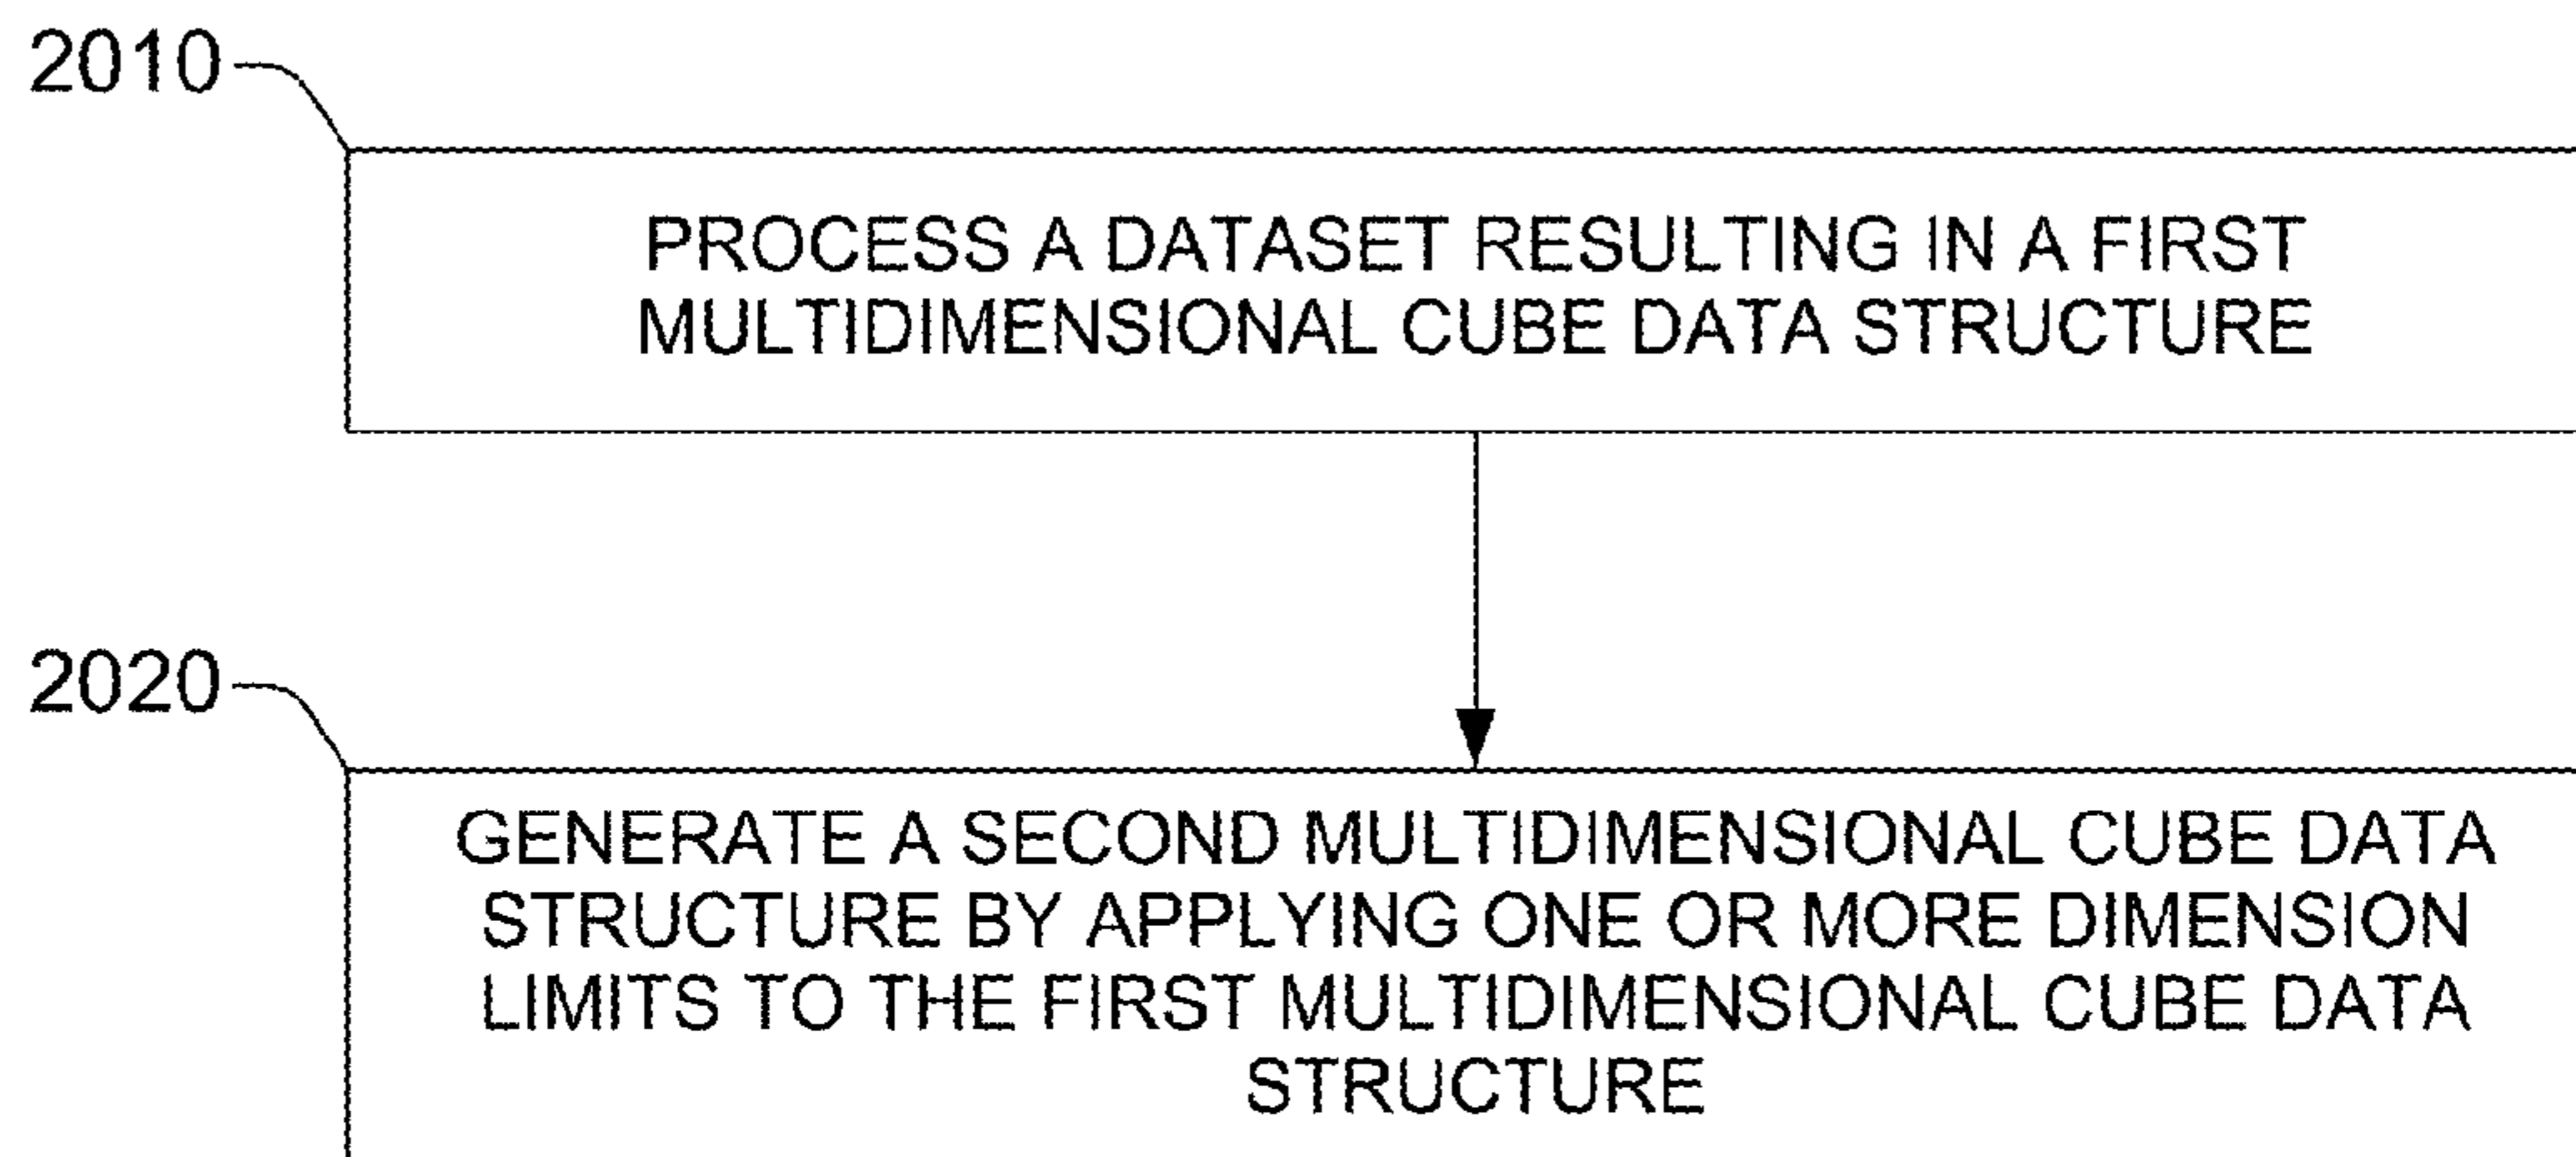 2010
PROCESS A DATASET RESULTING IN A FIRST
MULTIDIMENSIONAL CUBE DATA STRUCTURE
2020
GENERATE A SECOND MULTIDIMENSIONAL CUBE DATA
STRUCTURE BY APPLYING ONE OR MORE DIMENSION
LIMITS TO THE FIRST MULTIDIMENSIONAL CUBE DATA
STRUCTURE